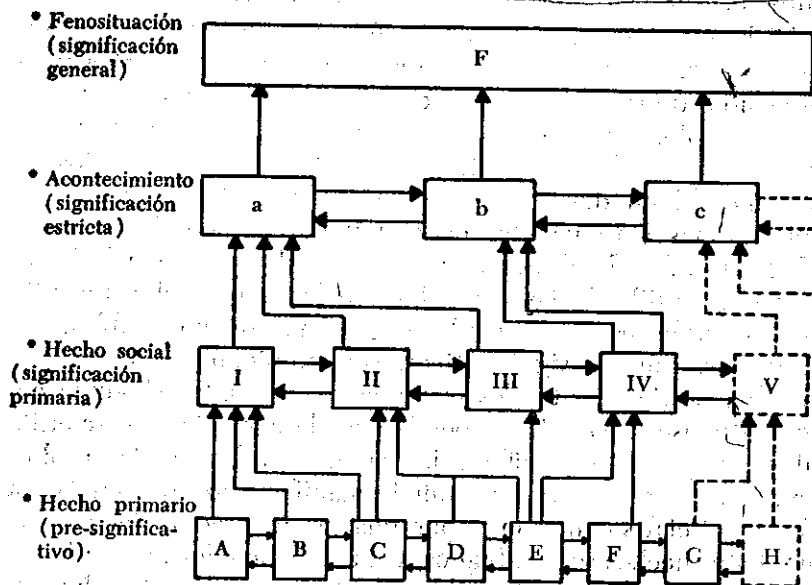 • Fenosituación
(significación
general)
F
• Acontecimiento
(significación
estricta)
a
b
c
• Hecho social
(significación
primaria)
I
II
III
IV
V
• Hecho primario
(pre-significa-
tivo)
A
B
C
D
E
F
G
H